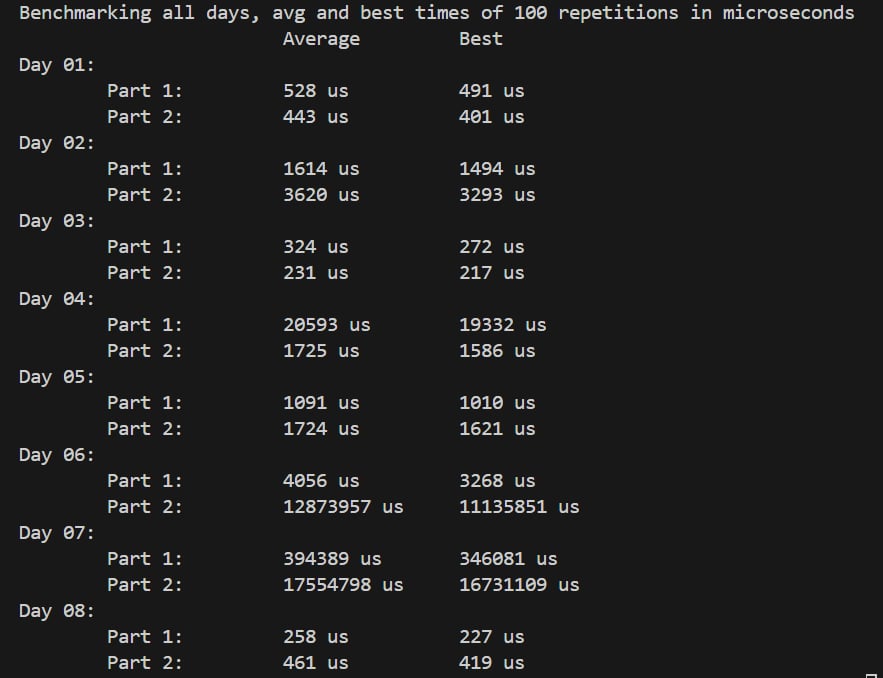 Benchmarking all days, avg and best times of 100 repetitions in microseconds
Average Best
Day 01:
Part 1: 528 us 491 us
Part 2: 443 us 401 us
Day 02:
Part 1: 1614 us 1494 us
Part 2: 3620 us 3293 us
Day 03:
Part 1: 324 us 272 us
Part 2: 231 us 217 us
Day 04:
Part 1: 20593 us 19332 us
Part 2: 1725 us 1586 us
Day 05:
Part 1: 1091 us 1010 us
Part 2: 1724 us 1621 us
Day 06:
Part 1: 4056 us 3268 us
Part 2: 12873957 us 11135851 us
Day 07:
Part 1: 394389 us 346081 us
Part 2: 17554798 us 16731109 us
Day 08:
Part 1: 258 us 227 us
Part 2: 461 us 419 us